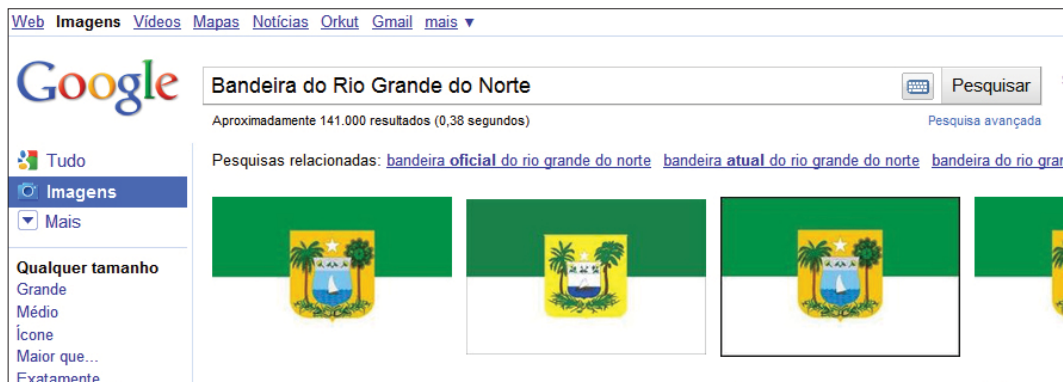 Web Imagens Vídeos Mapas Notícias Orkut Gmail mais ▼
Google
Bandeira do Rio Grande do Norte
Pesquisar
Aproximadamente 141.000 resultados (0,38 segundos)
Pesquisa avançada
Tudo
Imagens
Mais
Pesquisas relacionadas: bandeira oficial do rio grande do norte bandeira atual do rio grande do norte bandeira do rio
Qualquer tamanho
Grande
Médio
Ícone
Maior que...
Exatamente